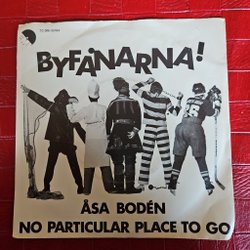 BYFÅNARNA!
ÅSA BODÉN
NO PARTICULAR PLACE TO GO